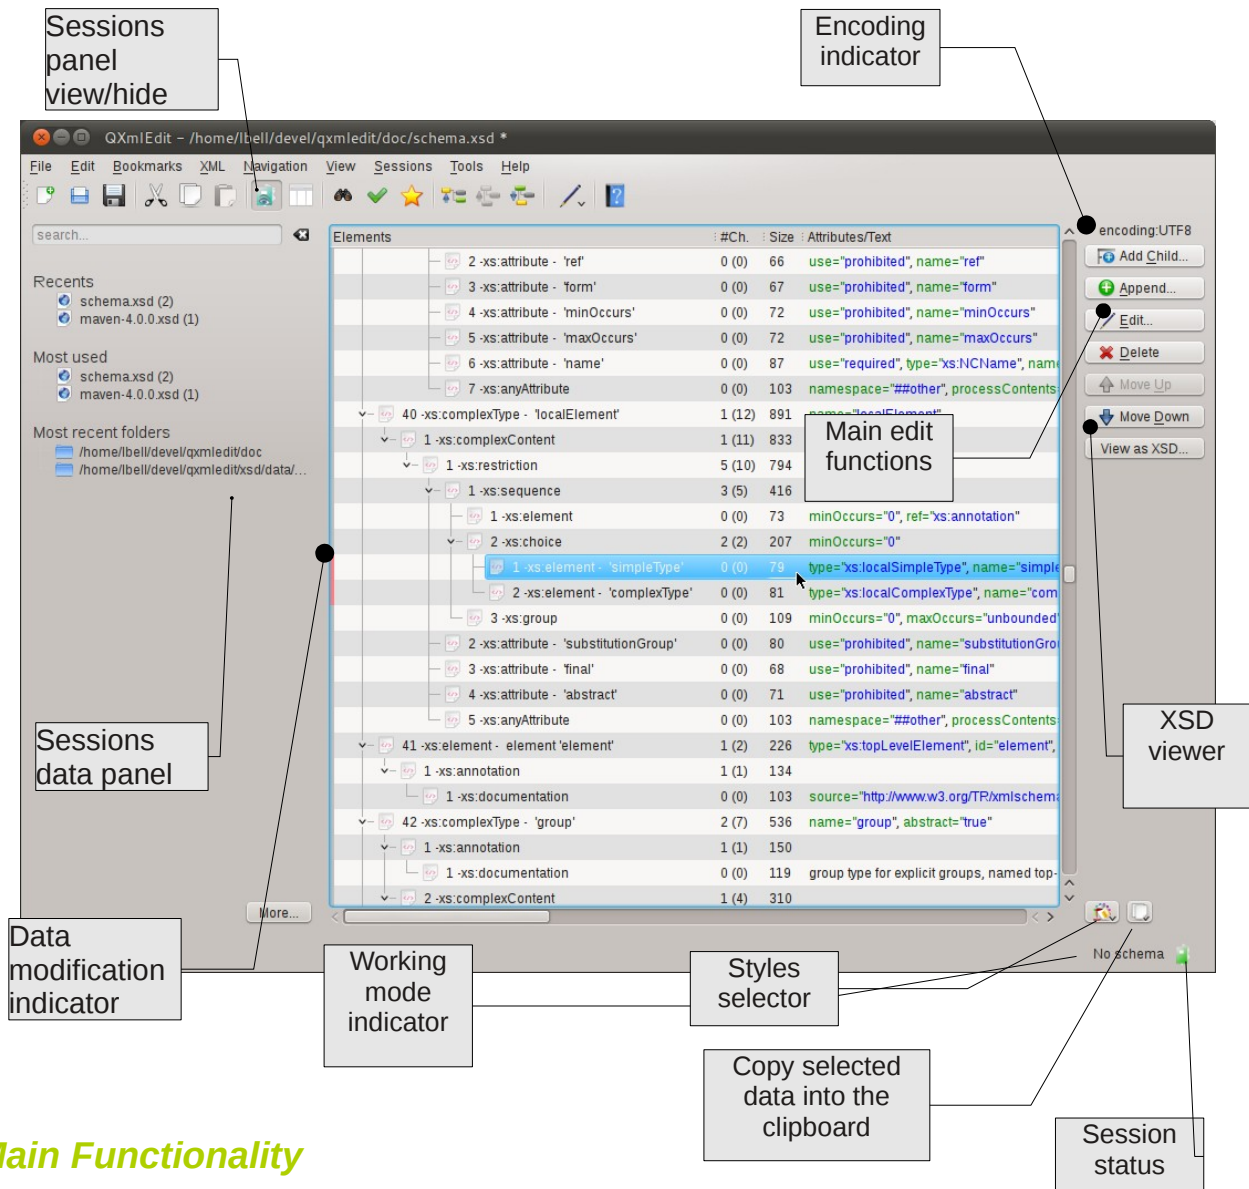 Sessions
panel
view/hide
Encoding
indicator
QXmlEdit – /home/lbell/devel/qxmledit/doc/schema.xsd *
File Edit Bookmarks XML Navigation View Sessions Tools Help
search...
Elements #Ch. Size Attributes/Text
encoding:UTF8
Add Child...
Append...
Edit...
Delete
Move Up
Move Down
View as XSD...
Recents
schema.xsd (2)
maven-4.0.0.xsd (1)
Most used
schema.xsd (2)
maven-4.0.0.xsd (1)
Most recent folders
/home/lbell/devel/qxmledit/doc
/home/lbell/devel/qxmledit/xsd/data/...
2 -xs:attribute - 'ref' 0 (0) 66 use="prohibited", name="ref"
3 -xs:attribute - 'form' 0 (0) 67 use="prohibited", name="form"
4 -xs:attribute - 'minOccurs' 0 (0) 72 use="prohibited", name="minOccurs"
5 -xs:attribute - 'maxOccurs' 0 (0) 72 use="prohibited", name="maxOccurs"
6 -xs:attribute - 'name' 0 (0) 87 use="required", type="xs:NCName", name
7 -xs:anyAttribute 0 (0) 103 namespace="##other", processContents
40 -xs:complexType - 'localElement' 1 (12) 891 name="localElement"
1 -xs:complexContent 1 (11) 833
1 -xs:restriction 5 (10) 794
1 -xs:sequence 3 (5) 416
1 -xs:element 0 (0) 73 minOccurs="0", ref="xs:annotation"
2 -xs:choice 2 (2) 207 minOccurs="0"
1 -xs:element - 'simpleType' 0 (0) 79 type="xs:localSimpleType", name="simple
2 -xs:element - 'complexType' 0 (0) 81 type="xs:localComplexType", name="com
3 -xs:group 0 (0) 109 minOccurs="0", maxOccurs="unbounded"
2 -xs:attribute - 'substitutionGroup' 0 (0) 80 use="prohibited", name="substitutionGro
3 -xs:attribute - 'final' 0 (0) 68 use="prohibited", name="final"
4 -xs:attribute - 'abstract' 0 (0) 71 use="prohibited", name="abstract"
5 -xs:anyAttribute 0 (0) 103 namespace="##other", processContents
41 -xs:element - element 'element' 1 (2) 226 type="xs:topLevelElement", id="element",
1 -xs:annotation 1 (1) 134
1 -xs:documentation 0 (0) 103 source="http://www.w3.org/TR/xmlschema
42 -xs:complexType - 'group' 2 (7) 536 name="group", abstract="true"
1 -xs:annotation 1 (1) 150
1 -xs:documentation 0 (0) 119 group type for explicit groups, named top-
2 -xs:complexContent 1 (4) 310
Main edit
functions
XSD
viewer
Sessions
data panel
More...
No schema
Data
modification
indicator
Working
mode
indicator
Styles
selector
Copy selected
data into the
clipboard
Session
status
Main Functionality